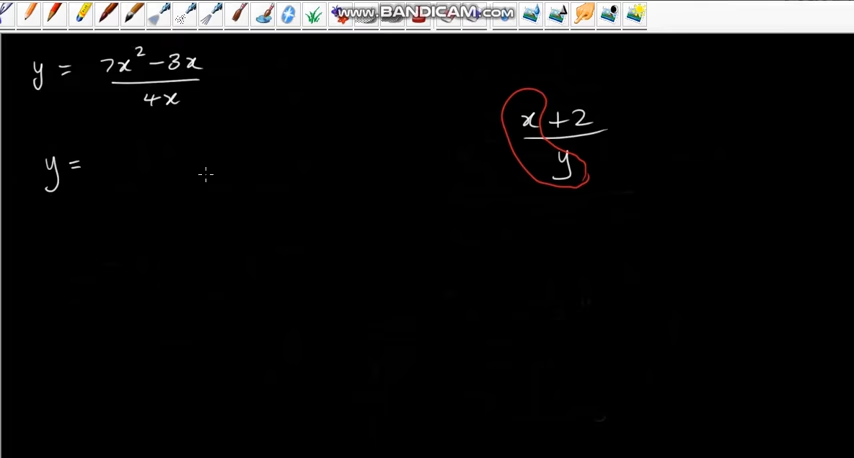 www.BANDICAM.com
y = 7x² - 3x
4x
x + 2
y
y =